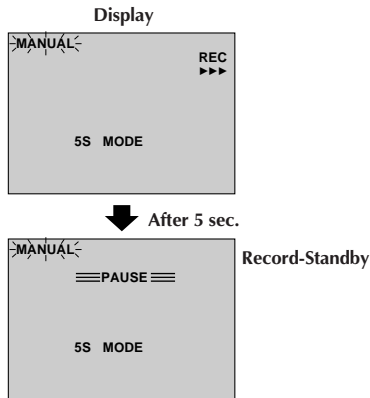 Display
MANUAL
REC
►►►
5S MODE
After 5 sec.
MANUAL
PAUSE
Record-Standby
5S MODE